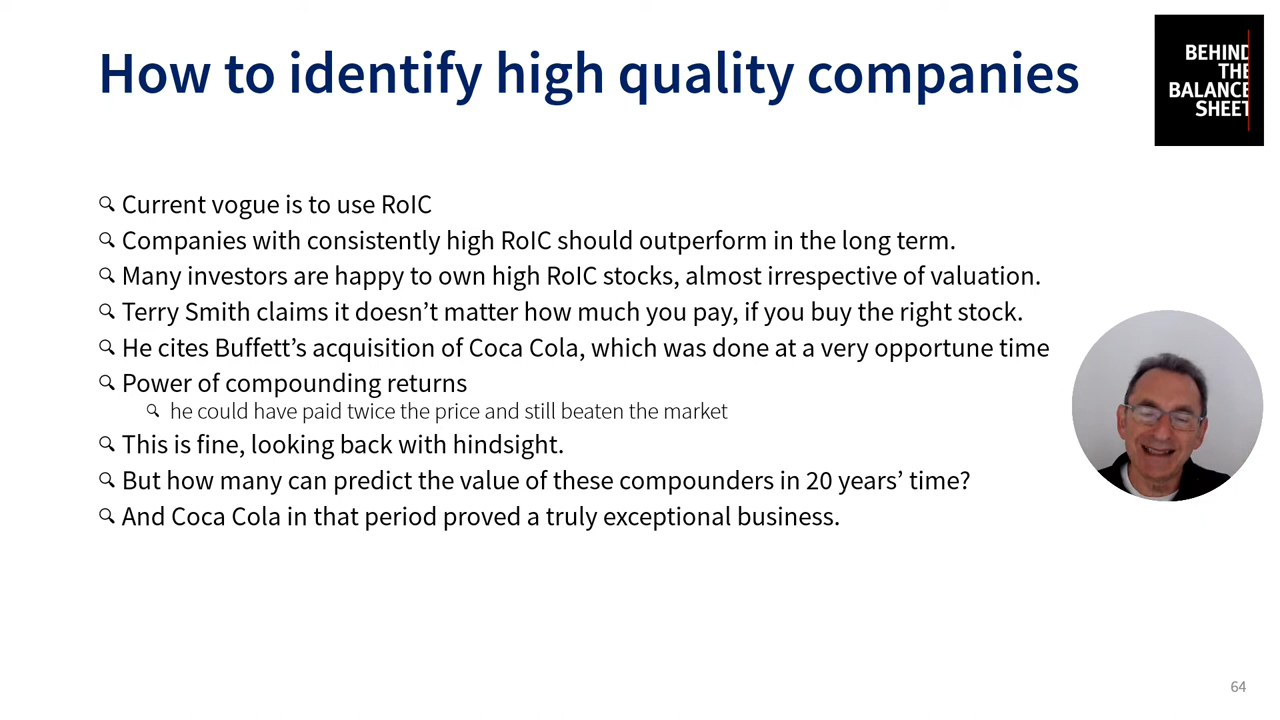 How to identify high quality companies
BEHIND
THE
BALANCE
SHEET
Current vogue is to use RoIC
Companies with consistently high RoIC should outperform in the long term.
Many investors are happy to own high RoIC stocks, almost irrespective of valuation.
Terry Smith claims it doesn’t matter how much you pay, if you buy the right stock.
He cites Buffett’s acquisition of Coca Cola, which was done at a very opportune time
Power of compounding returns
he could have paid twice the price and still beaten the market
This is fine, looking back with hindsight.
But how many can predict the value of these compounders in 20 years’ time?
And Coca Cola in that period proved a truly exceptional business.
64